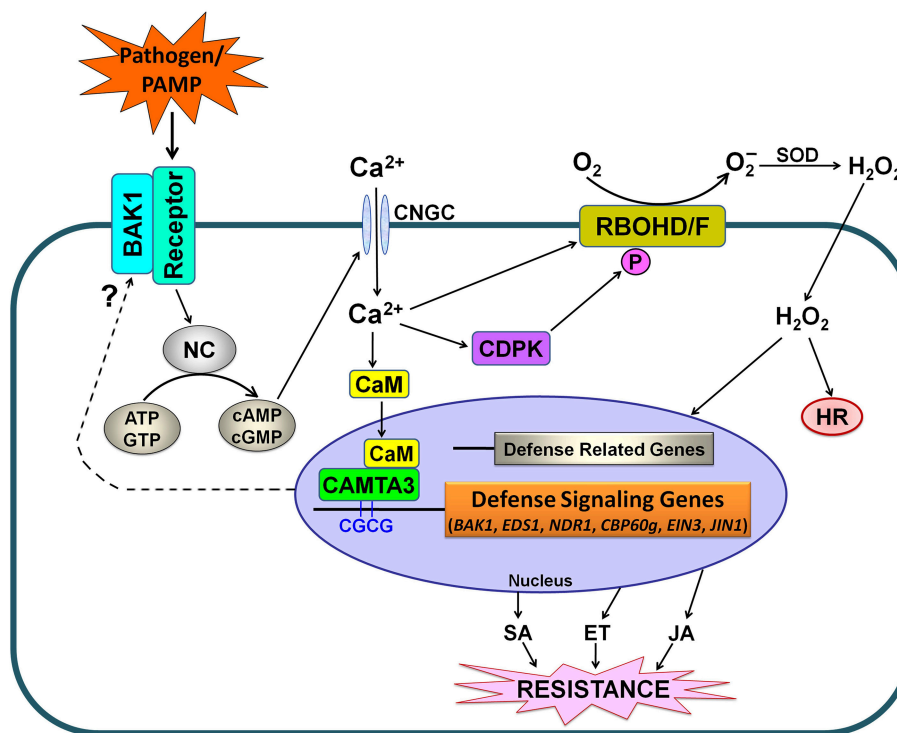 Pathogen/
PAMP
BAK1
Receptor
?
NC
ATP
GTP
cAMP
cGMP
Ca²⁺
CNGC
Ca²⁺
CaM
CDPK
O₂
O₂⁻
SOD
H₂O₂
RBOHD/F
P
H₂O₂
HR
CaM
CAMTA3
CGCG
Defense Related Genes
Defense Signaling Genes
(BAK1, EDS1, NDR1, CBP60g, EIN3, JIN1)
Nucleus
SA
ET
JA
RESISTANCE